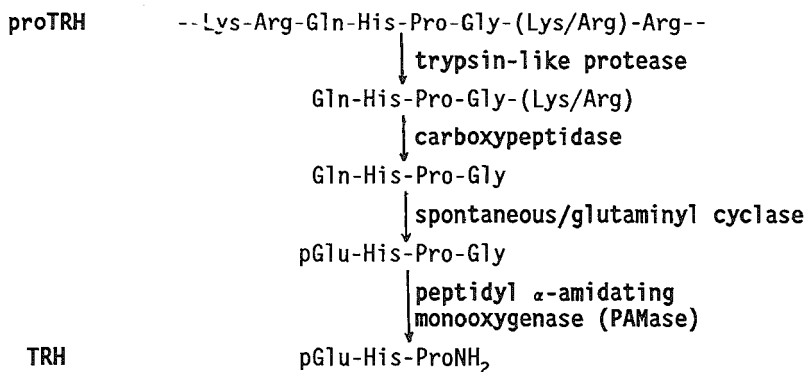 proTRH --Lys-Arg-Gln-His-Pro-Gly-(Lys/Arg)-Arg--
trypsin-like protease
Gln-His-Pro-Gly-(Lys/Arg)
carboxypeptidase
Gln-His-Pro-Gly
spontaneous/glutaminyl cyclase
pGlu-His-Pro-Gly
peptidyl α-amidating
monooxygenase (PAMase)
TRH pGlu-His-ProNH₂